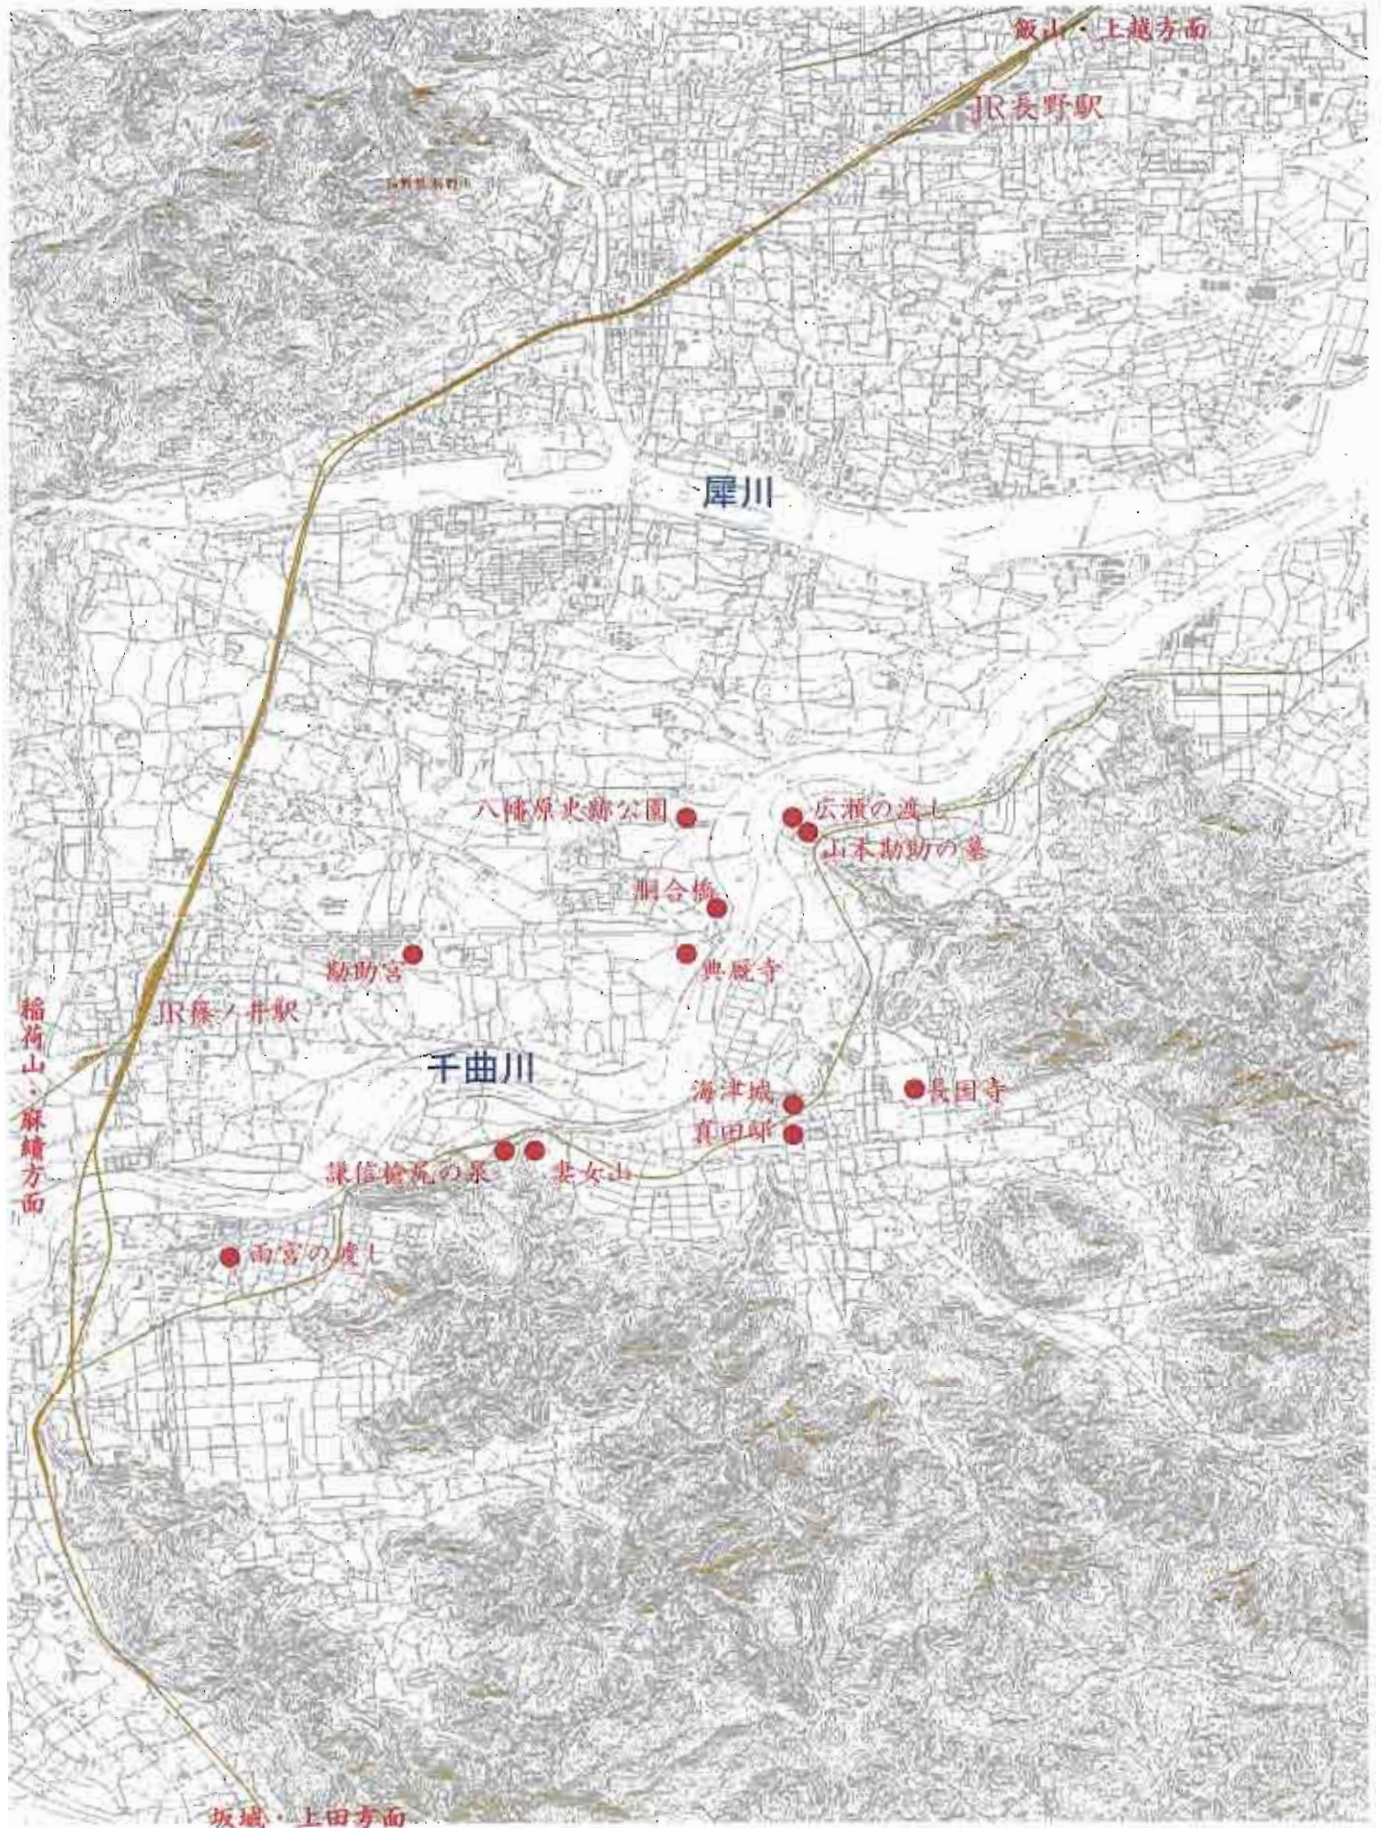 飯山・上越方面
JR長野駅
犀川
八幡原史跡公園
広瀬の渡し
山本勘助の墓
胴合橋
勘助宮
典厩寺
JR篠ノ井駅
稲荷山、麻績方面
千曲川
海津城
長国寺
真田邸
謙信槍尻の泉
妻女山
雨宮の渡し
坂城・上田方面